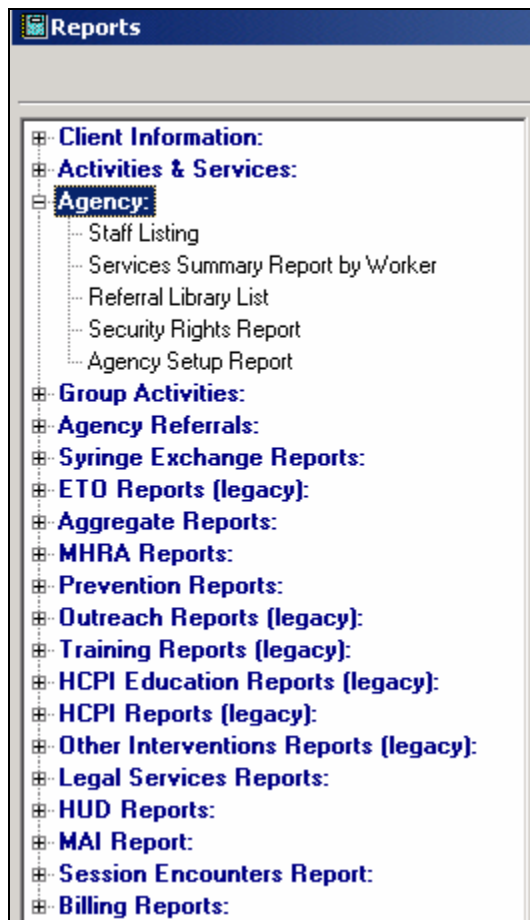 Reports
Client Information:
Activities & Services:
Agency:
Staff Listing
Services Summary Report by Worker
Referral Library List
Security Rights Report
Agency Setup Report
Group Activities:
Agency Referrals:
Syringe Exchange Reports:
ETO Reports (legacy):
Aggregate Reports:
MHRA Reports:
Prevention Reports:
Outreach Reports (legacy):
Training Reports (legacy):
HCPI Education Reports (legacy):
HCPI Reports (legacy):
Other Interventions Reports (legacy):
Legal Services Reports:
HUD Reports:
MAI Report:
Session Encounters Report:
Billing Reports: